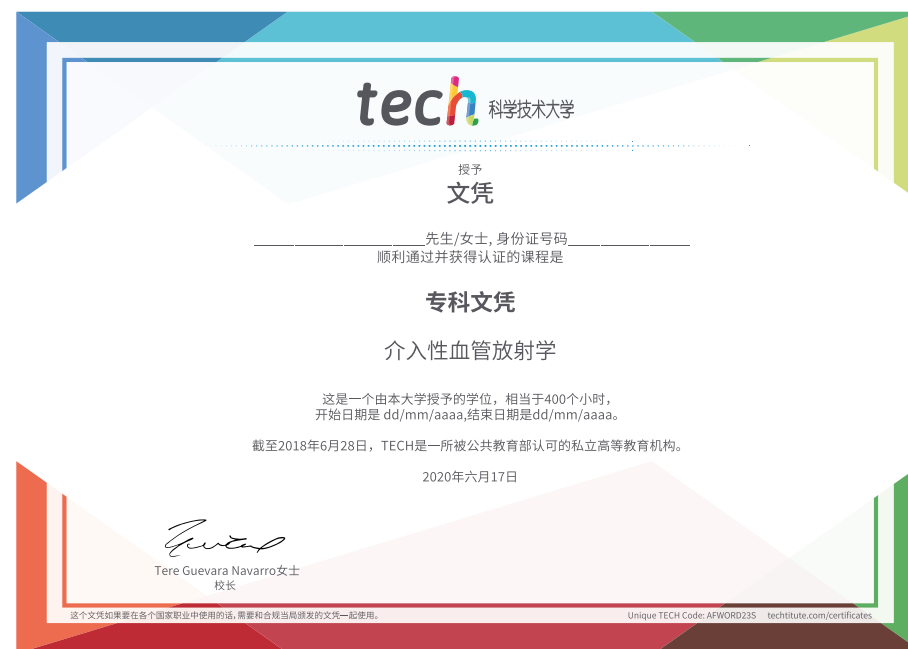 tech 科学技术大学
授予
文凭
先生/女士, 身份证号码
顺利通过并获得认证的课程是
专科文凭
介入性血管放射学
这是一个由本大学授予的学位，相当于400个小时，
开始日期是 dd/mm/aaaa,结束日期是dd/mm/aaaa。
截至2018年6月28日，TECH是一所被公共教育部认可的私立高等教育机构。
2020年六月17日
Tere Guevara Navarro女士
校长
这个文凭如果要在各个国家职业中使用的话,需要和合规当局颁发的文凭一起使用。
Unique TECH Code: AFWORD23S techtitute.com/certificates